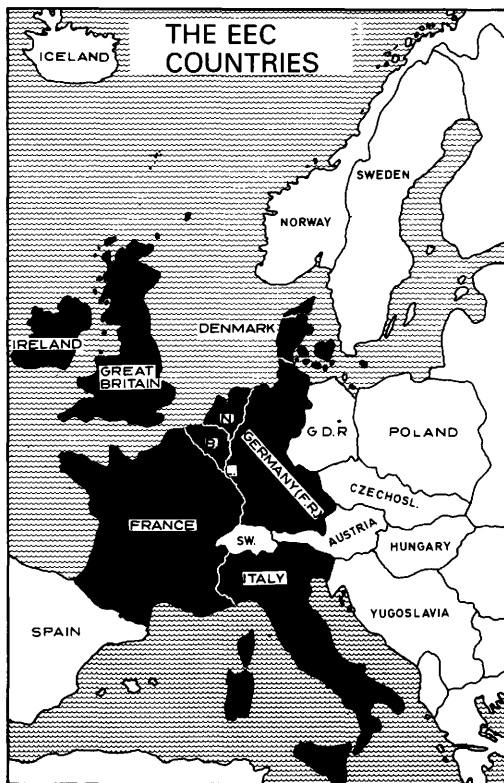 THE EEC
COUNTRIES
ICELAND
SWEDEN
NORWAY
DENMARK
IRELAND
GREAT
BRITAIN
N
B
G D.R
POLAND
GERMANY(F.R)
CZECHOSL.
FRANCE
SW.
AUSTRIA
HUNGARY
ITALY
YUGOSLAVIA
SPAIN